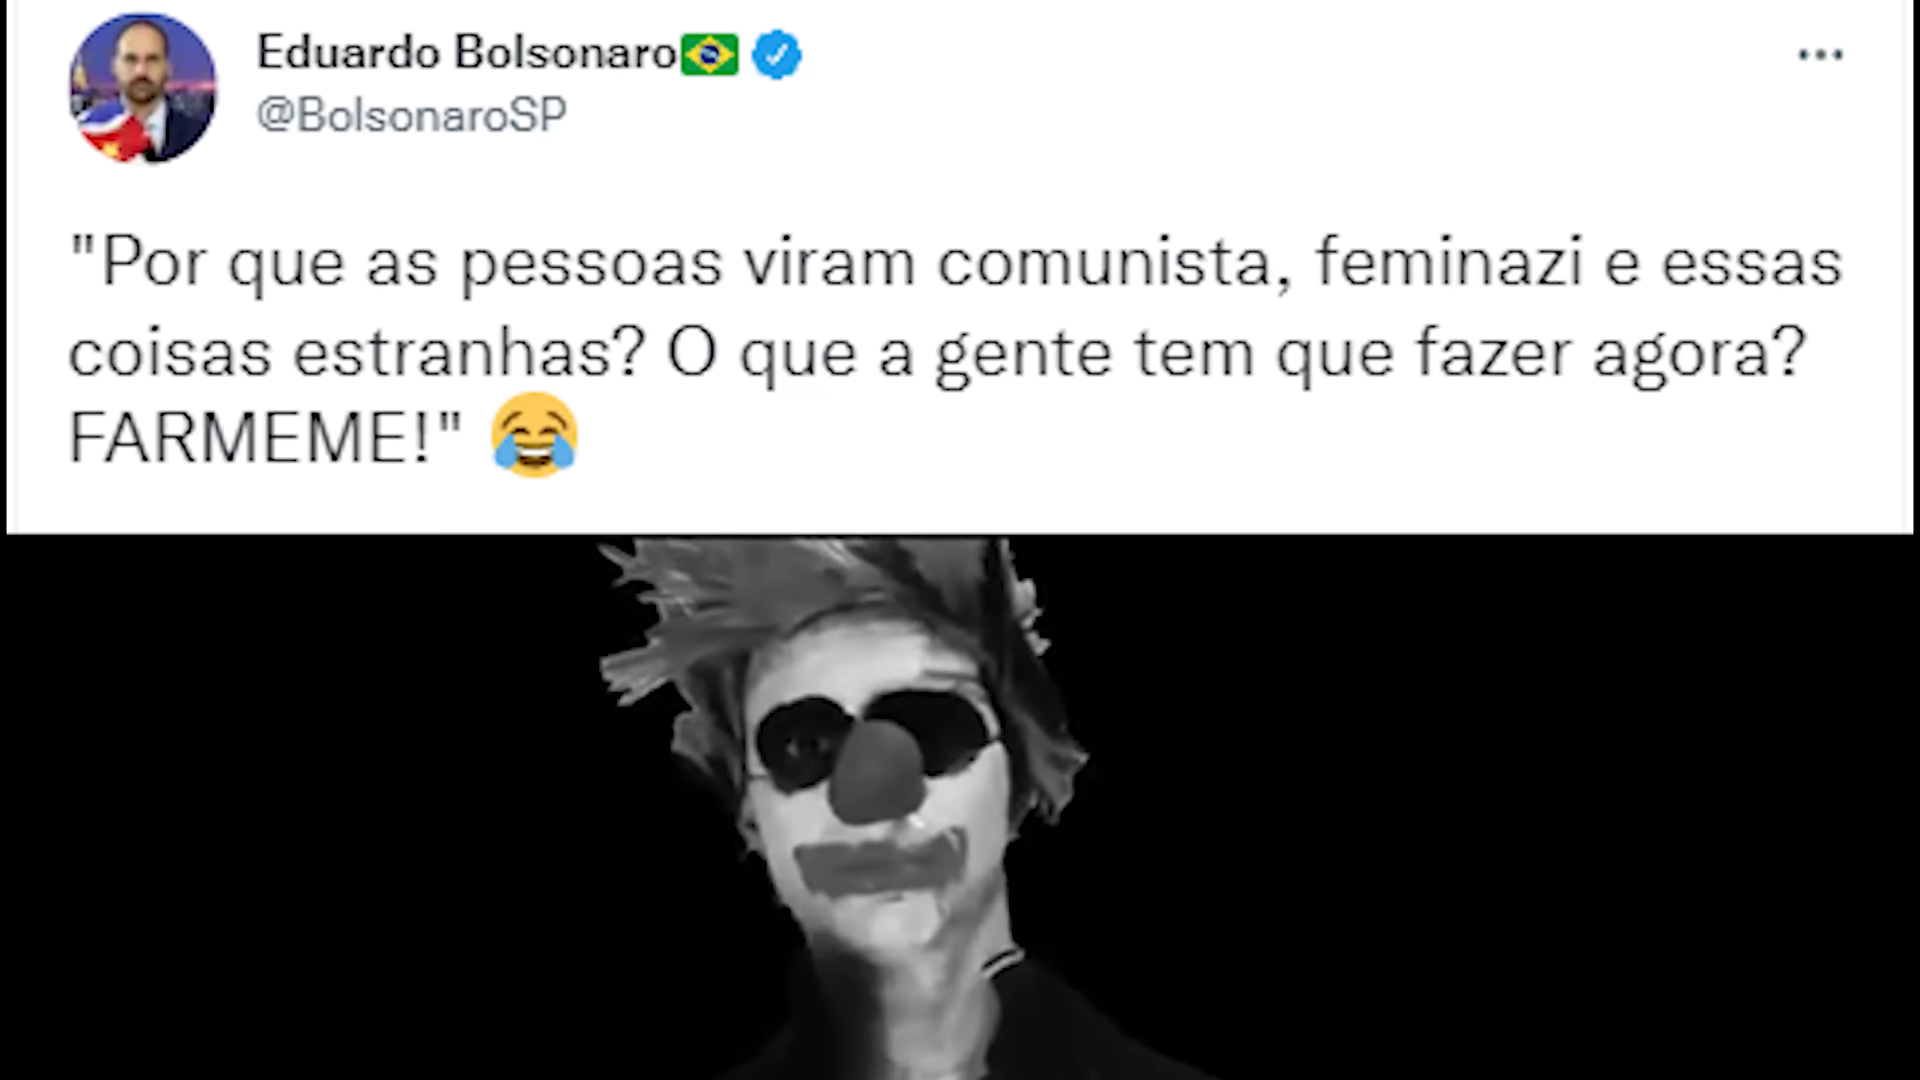 Eduardo Bolsonaro🇧🇷
@BolsonaroSP
"Por que as pessoas viram comunista, feminazi e essas
coisas estranhas? O que a gente tem que fazer agora?
FARMEME!" 😂